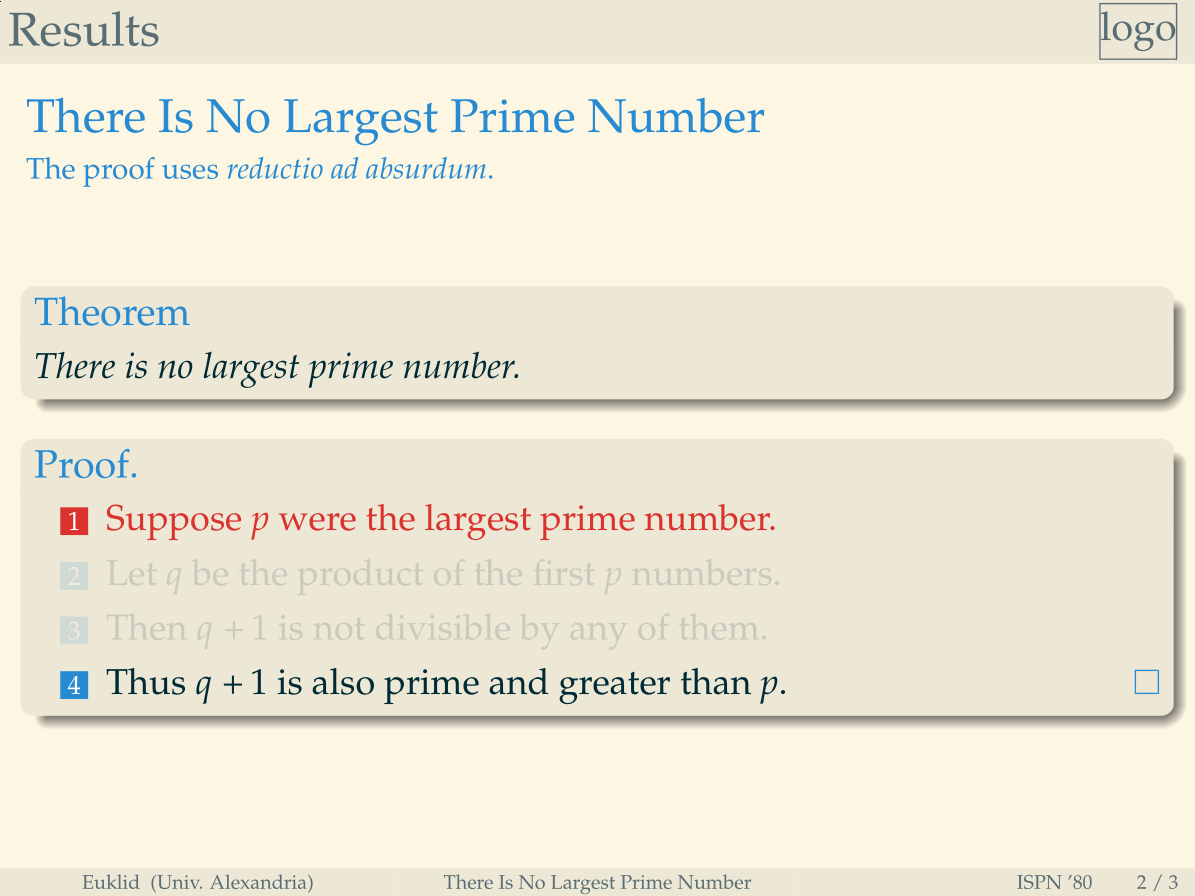 Results
logo
There Is No Largest Prime Number
The proof uses reductio ad absurdum.
Theorem
There is no largest prime number.
Proof.
1 Suppose p were the largest prime number.
2 Let q be the product of the first p numbers.
3 Then q + 1 is not divisible by any of them.
4 Thus q + 1 is also prime and greater than p. □
Euklid (Univ. Alexandria) There Is No Largest Prime Number ISPN ’80 2 / 3